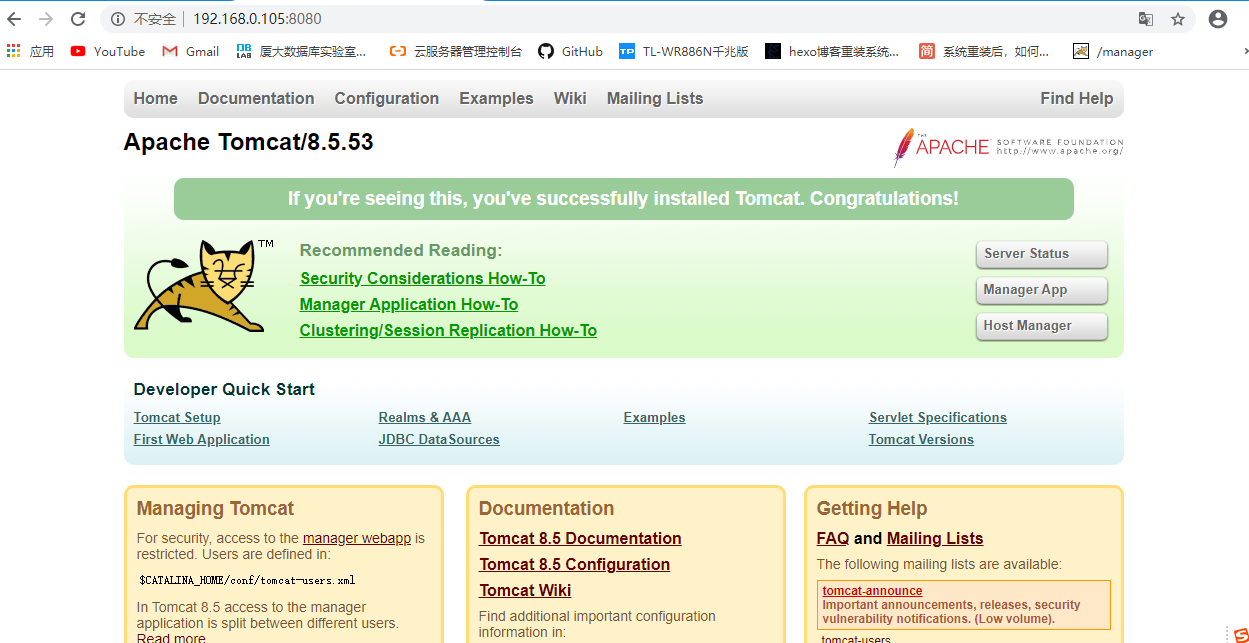 不安全 | 192.168.0.105:8080
应用 YouTube Gmail DB LAB 厦大数据库实验室... 云服务器管理控制台 GitHub TP TL-WR886N千兆版 hexo博客重装系统... 简 系统重装后，如何... /manager
Home Documentation Configuration Examples Wiki Mailing Lists Find Help
Apache Tomcat/8.5.53
THE APACHE SOFTWARE FOUNDATION
http://www.apache.org/
If you're seeing this, you've successfully installed Tomcat. Congratulations!
TM
Recommended Reading:
Security Considerations How-To
Manager Application How-To
Clustering/Session Replication How-To
Server Status
Manager App
Host Manager
Developer Quick Start
Tomcat Setup
First Web Application
Realms & AAA
JDBC DataSources
Examples
Servlet Specifications
Tomcat Versions
Managing Tomcat
For security, access to the manager webapp is
restricted. Users are defined in:
$CATALINA_HOME/conf/tomcat-users.xml
In Tomcat 8.5 access to the manager
application is split between different users.
Read more
Documentation
Tomcat 8.5 Documentation
Tomcat 8.5 Configuration
Tomcat Wiki
Find additional important configuration
information in:
Getting Help
FAQ and Mailing Lists
The following mailing lists are available:
tomcat-announce
Important announcements, releases, security
vulnerability notifications. (Low volume).
tomcat-users